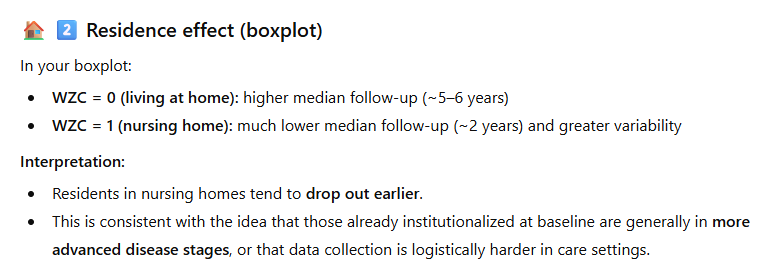 🏠 2️⃣ Residence effect (boxplot)
In your boxplot:
• WZC = 0 (living at home): higher median follow-up (~5–6 years)
• WZC = 1 (nursing home): much lower median follow-up (~2 years) and greater variability
Interpretation:
• Residents in nursing homes tend to drop out earlier.
• This is consistent with the idea that those already institutionalized at baseline are generally in more
advanced disease stages, or that data collection is logistically harder in care settings.